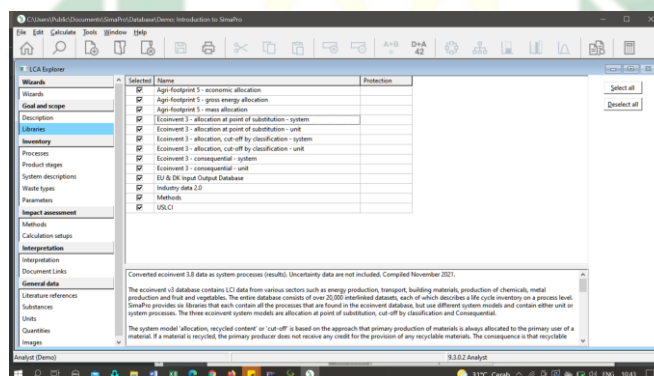 C:\Users\Public\Documents\SimaPro\Database\Demo; Introduction to SimaPro
File Edit Calculate Tools Window Help
A+B
D+A
42
LCA Explorer
Wizards
Wizards
Goal and scope
Description
Libraries
Inventory
Processes
Product stages
System descriptions
Waste types
Parameters
Impact assessment
Methods
Calculation setups
Interpretation
Interpretation
Document Links
General data
Literature references
Substances
Units
Quantities
Images
Selected Name Protection
Agri-footprint 5 - economic allocation
Agri-footprint 5 - gross energy allocation
Agri-footprint 5 - mass allocation
Ecoinvent 3 - allocation at point of substitution - system
Ecoinvent 3 - allocation at point of substitution - unit
Ecoinvent 3 - allocation, cut-off by classification - system
Ecoinvent 3 - allocation, cut-off by classification - unit
Ecoinvent 3 - consequential - system
Ecoinvent 3 - consequential - unit
EU & DK Input Output Database
Industry data 2.0
Methods
USLCI
Select all
Deselect all
Converted ecoinvent 3.8 data as system processes (results). Uncertainty data are not included. Compiled November 2021.
The ecoinvent v3 database contains LCI data from various sectors such as energy production, transport, building materials, production of chemicals, metal
production and fruit and vegetables. The entire database consists of over 20,000 interlinked datasets, each of which describes a life cycle inventory on a process level.
SimaPro provides six libraries that each contain all the processes that are found in the ecoinvent database, but use different system models and contain either unit or
system processes. The three ecoinvent system models are allocation at point of substitution, cut-off by classification and Consequential.
The system model 'allocation, recycled content' or 'cut-off' is based on the approach that primary production of materials is always allocated to the primary user of a
material. If a material is recycled, the primary producer does not receive any credit for the provision of any recyclable materials. The consequence is that recyclable
Analyst (Demo)
9.3.0.2 Analyst
31°C Cerah
ENG
1043